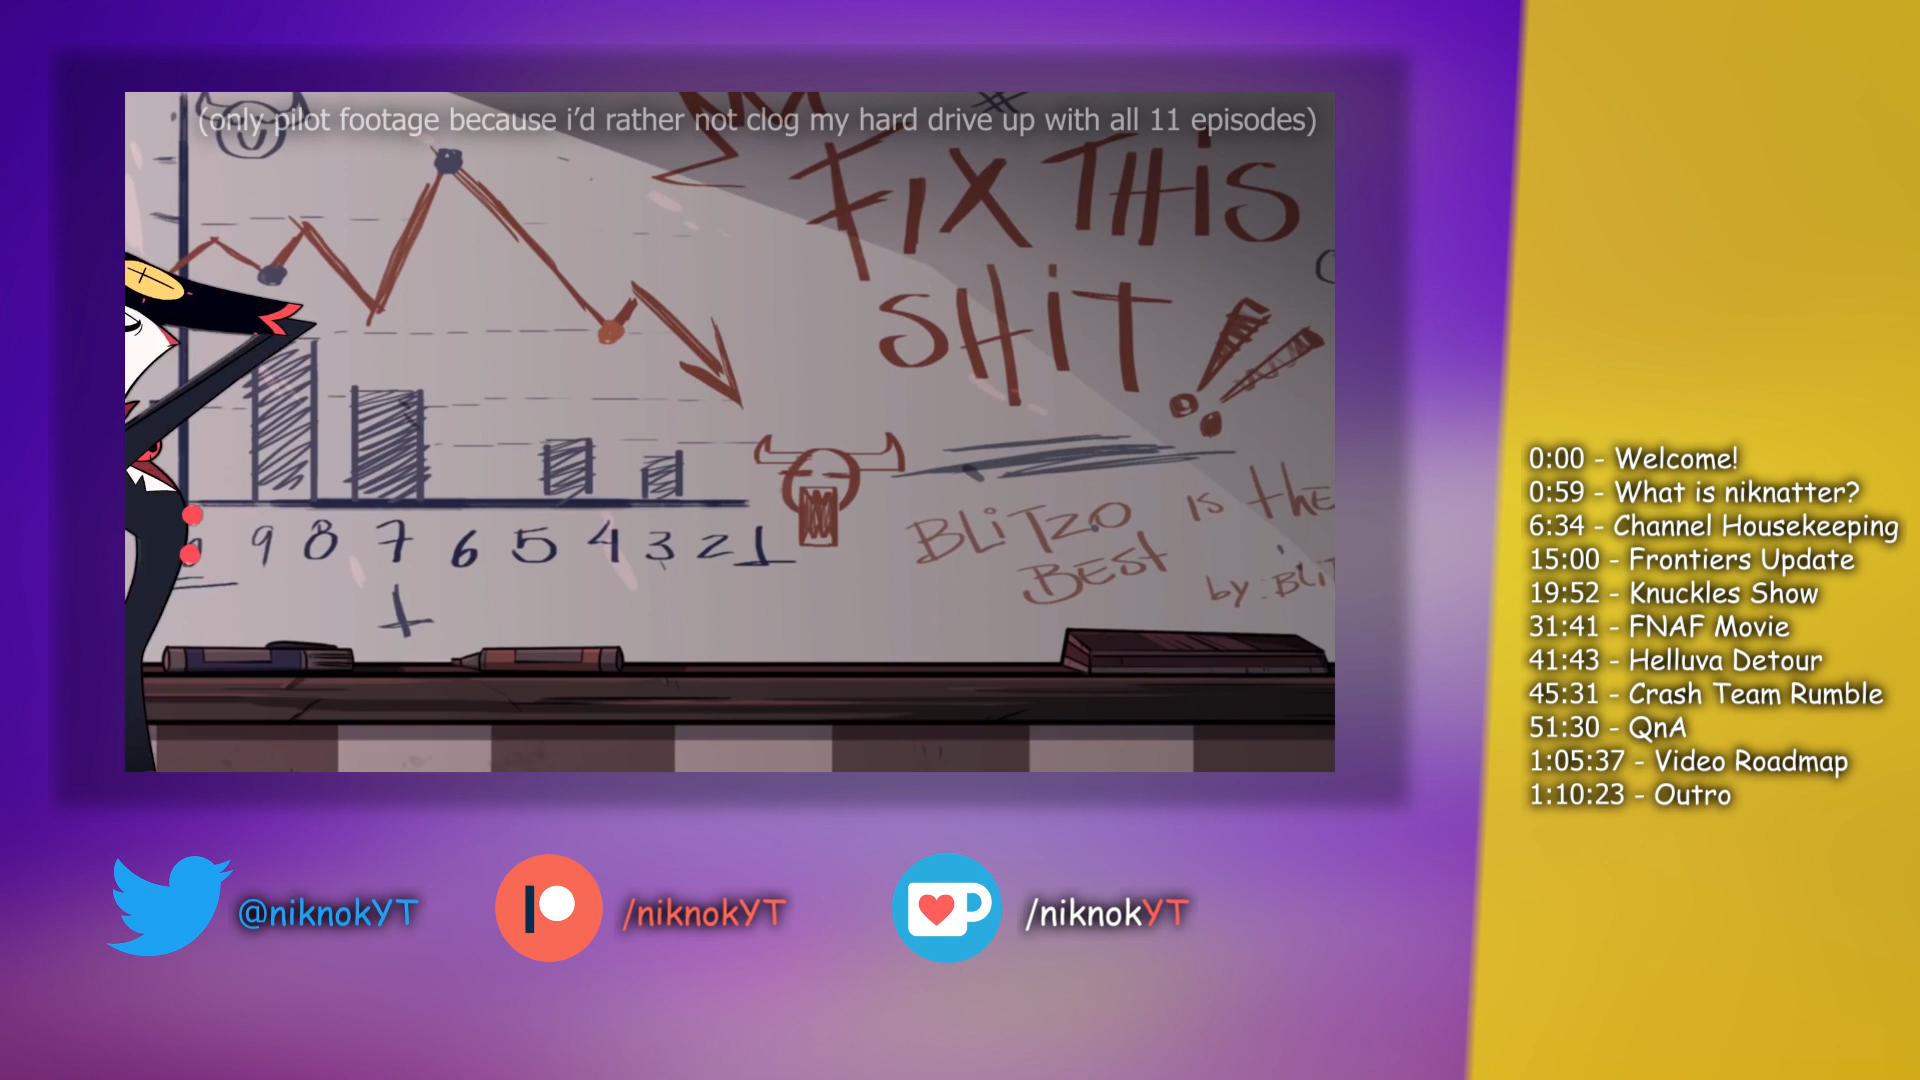 (only pilot footage because i'd rather not clog my hard drive up with all 11 episodes)
FIX THiS
SHiT!!
9 8 7 6 5 4 3 2 1
BLiTZO is the
BEST
by: BLiT
0:00 - Welcome!
0:59 - What is niknatter?
6:34 - Channel Housekeeping
15:00 - Frontiers Update
19:52 - Knuckles Show
31:41 - FNAF Movie
41:43 - Helluva Detour
45:31 - Crash Team Rumble
51:30 - QnA
1:05:37 - Video Roadmap
1:10:23 - Outro
@niknokYT
/niknokYT
/niknokYT